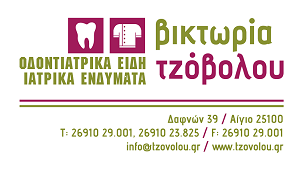 βικτωρία
τζόβολου
ΟΔΟΝΤΙΑΤΡΙΚΑ ΕΙΔΗ
ΙΑΤΡΙΚΑ ΕΝΔΥΜΑΤΑ
Δαφνών 39 / Αίγιο 25100
Τ: 26910 29.001, 26910 23.825 / F: 26910 29.001
info@tzovolou.gr / www.tzovolou.gr